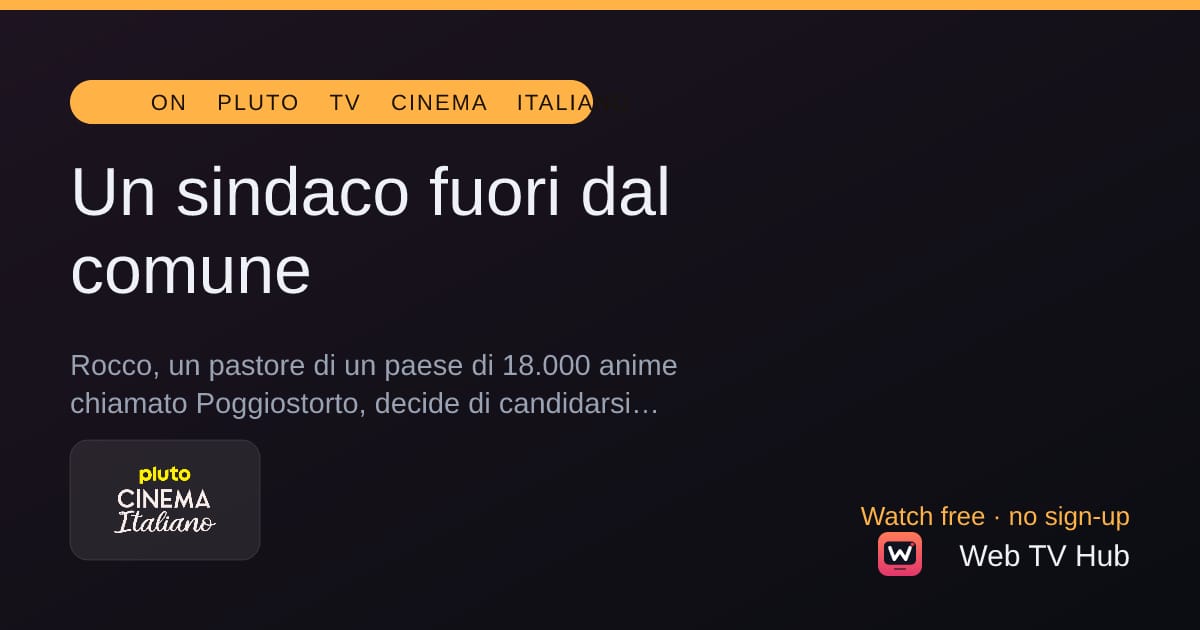 ON PLUTO TV CINEMA ITALIA
Un sindaco fuori dal
comune
Rocco, un pastore di un paese di 18.000 anime
chiamato Poggiostorto, decide di candidarsi…
pluto
CINEMA
Italiano
Watch free · no sign-up
W
Web TV Hub